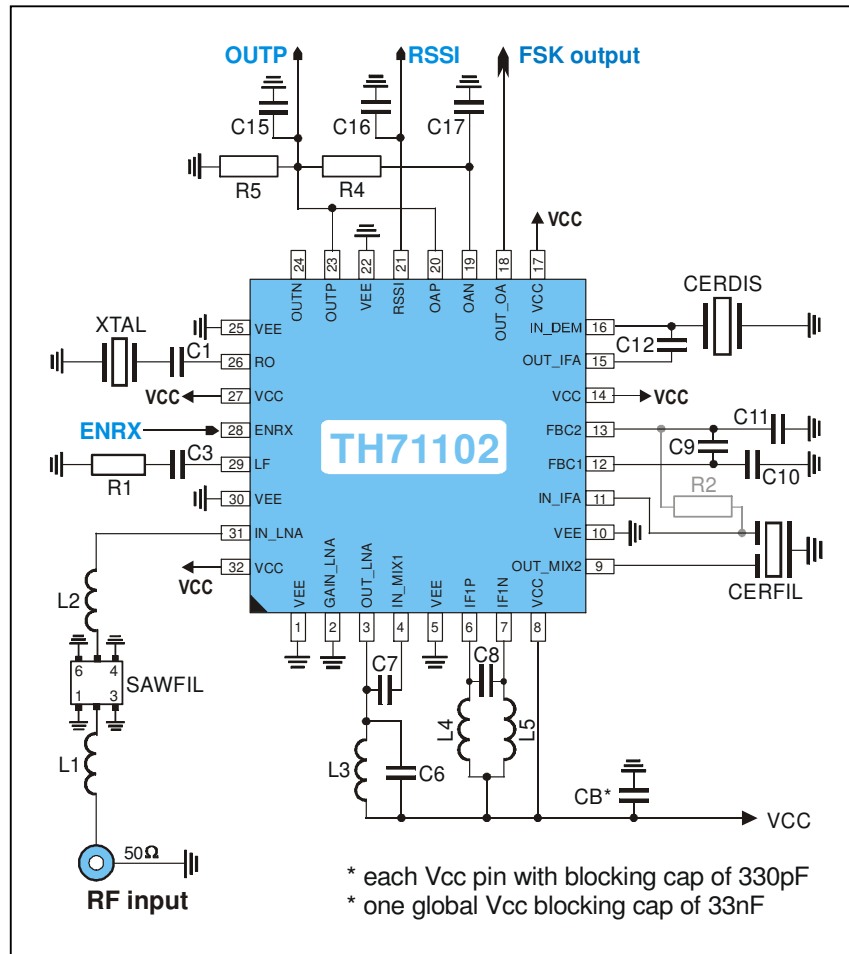 OUTP RSSI FSK output
C15 C16 C17
R5 R4
VCC
24 23 22 21 20 19 18 17
OUTN OUTP VEE RSSI OAP OAN OUT_OA VCC
CERDIS
XTAL
25 VEE IN_DEM 16
C1 C12
26 RO OUT_IFA 15
VCC 27 VCC VCC 14 VCC
ENRX 28 ENRX FBC2 13 C11
TH71102
C3 C9
R1 29 LF FBC1 12 C10
30 VEE IN_IFA 11 R2
31 IN_LNA VEE 10
VCC 32 VCC OUT_MIX2 9 CERFIL
VEE GAIN_LNA OUT_LNA IN_MIX1 VEE IF1P IF1N VCC
1 2 3 4 5 6 7 8
L2
C7 C8
6 4 SAWFIL
1 3
L4 L5
L1 L3 C6
CB*
VCC
50Ω
RF input
* each Vcc pin with blocking cap of 330pF
* one global Vcc blocking cap of 33nF